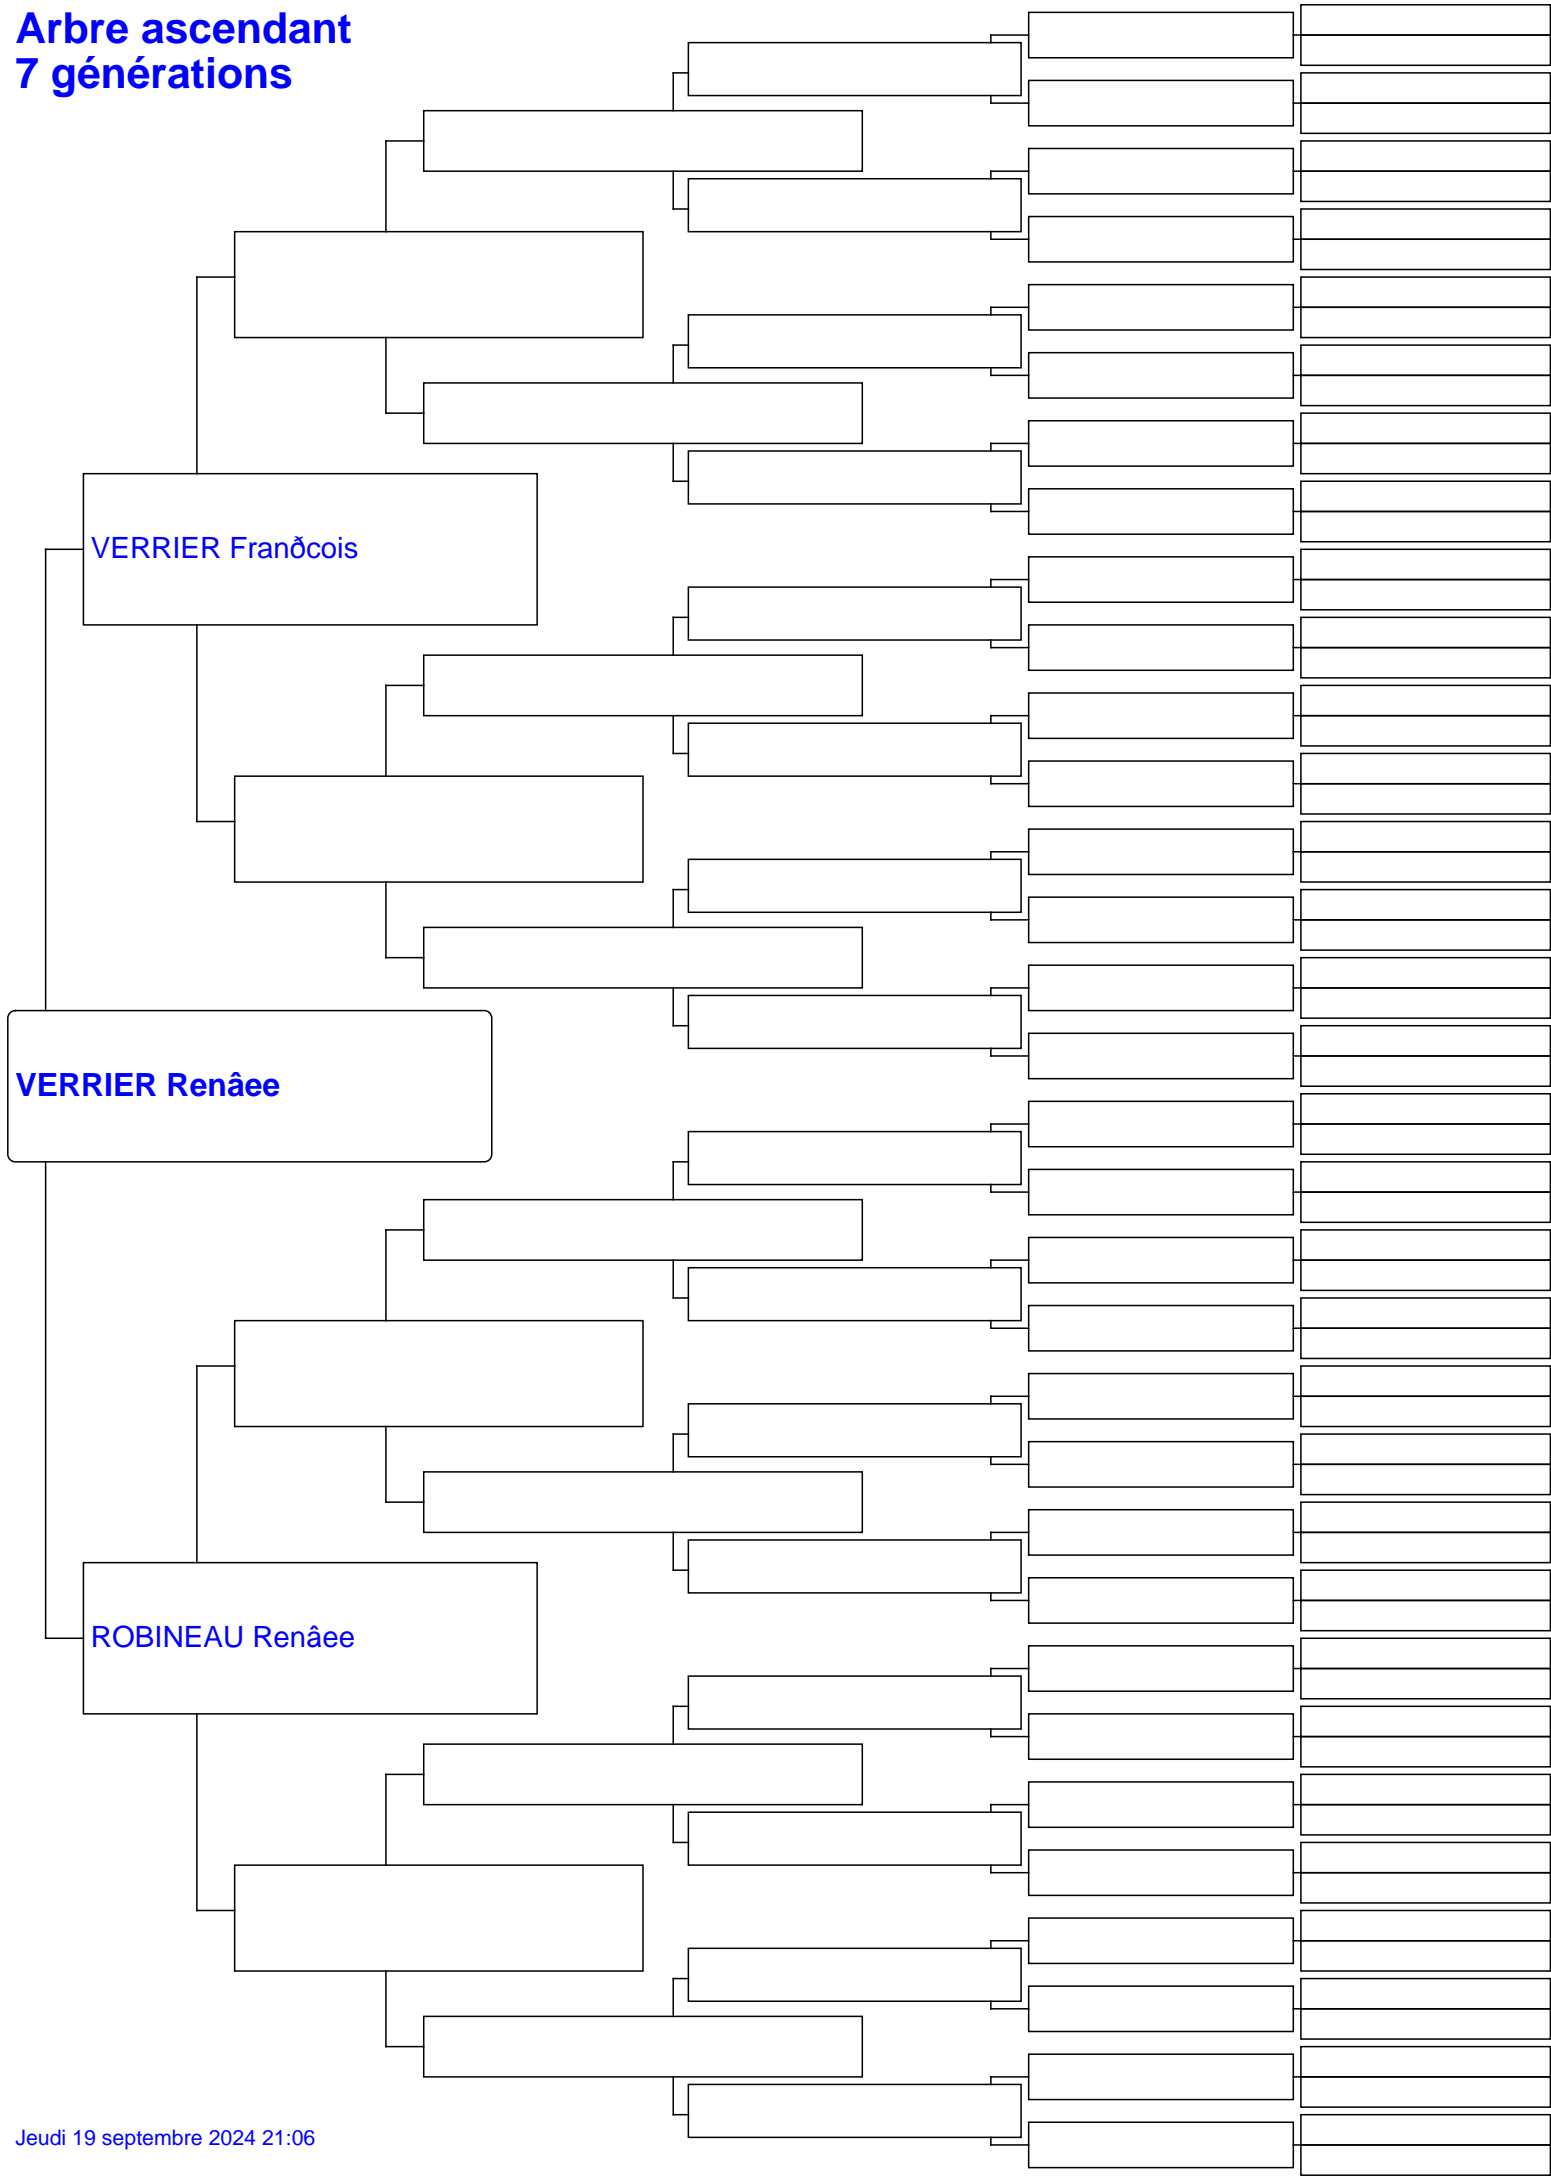 Arbre ascendant
7 générations
VERRIER Franðcois
VERRIER Renâee
ROBINEAU Renâee
Jeudi 19 septembre 2024 21:06